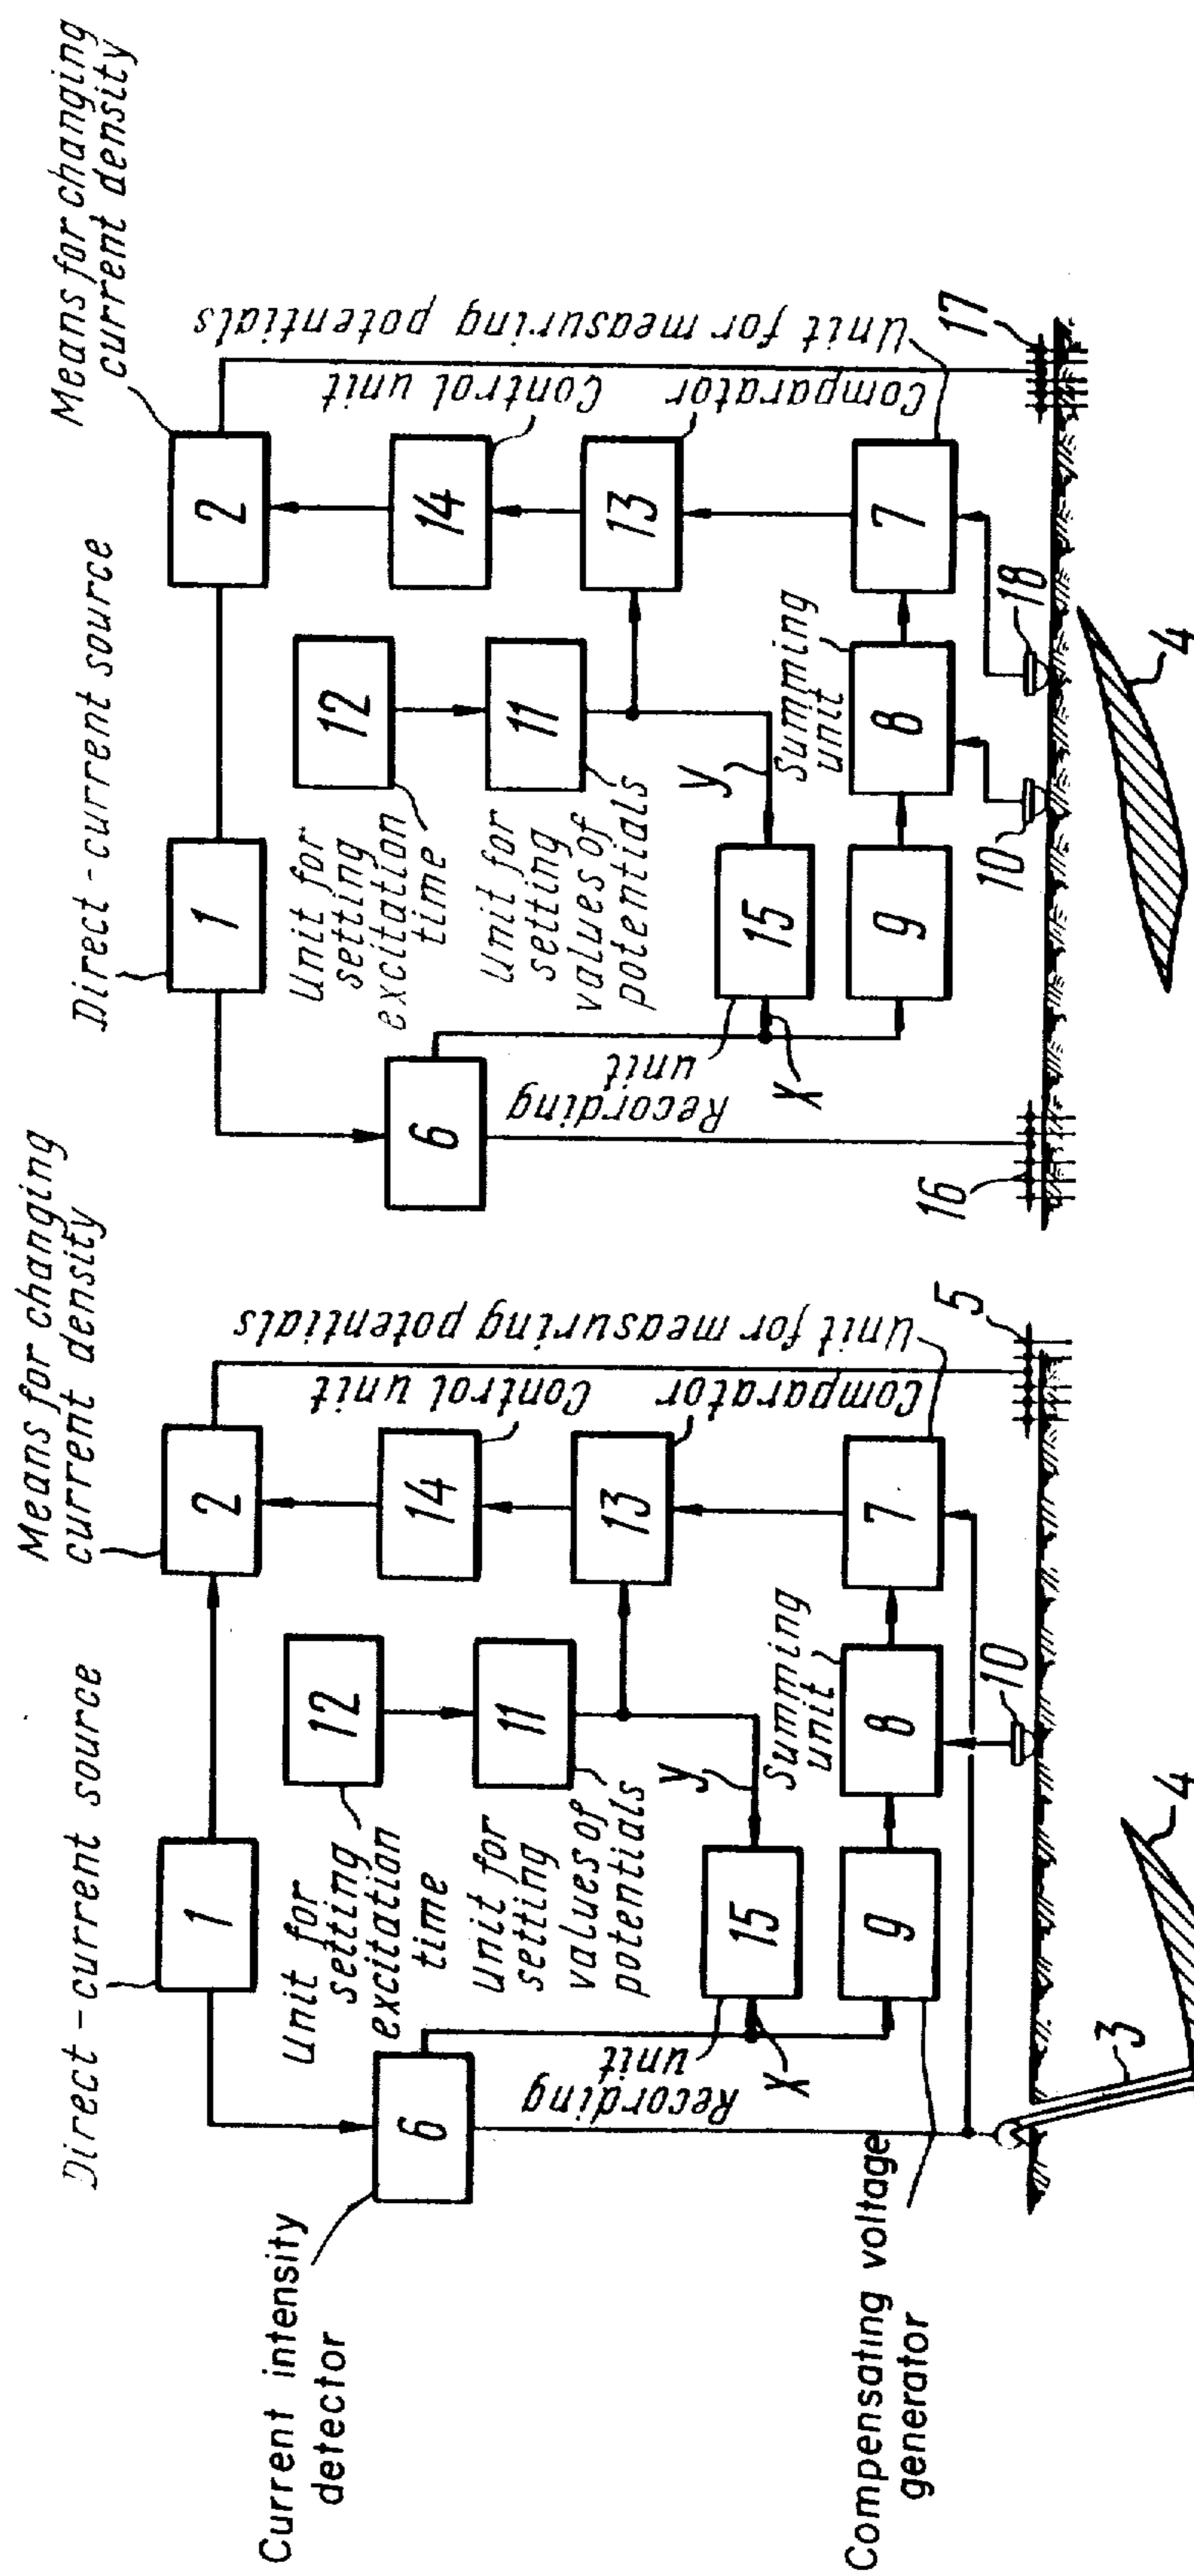 Means for changing
current density
Direct - current source
1
2
Current intensity
detector
6
12
14
Unit for
setting
excitation
time
Control unit
11
13
Unit for
setting
values of
potentials
Comparator
Recording
unit
15
X
y
Unit for measuring potentials
Summing
unit
9
8
7
Compensating voltage
generator
10
5
3
4
Means for changing
current density
Direct - current source
1
2
6
12
14
Unit for
setting
excitation
time
Control unit
11
13
Unit for
setting
values of
potentials
Comparator
Recording
unit
15
X
y
Unit for measuring potentials
Summing
unit
9
8
7
16
10
18
17
4